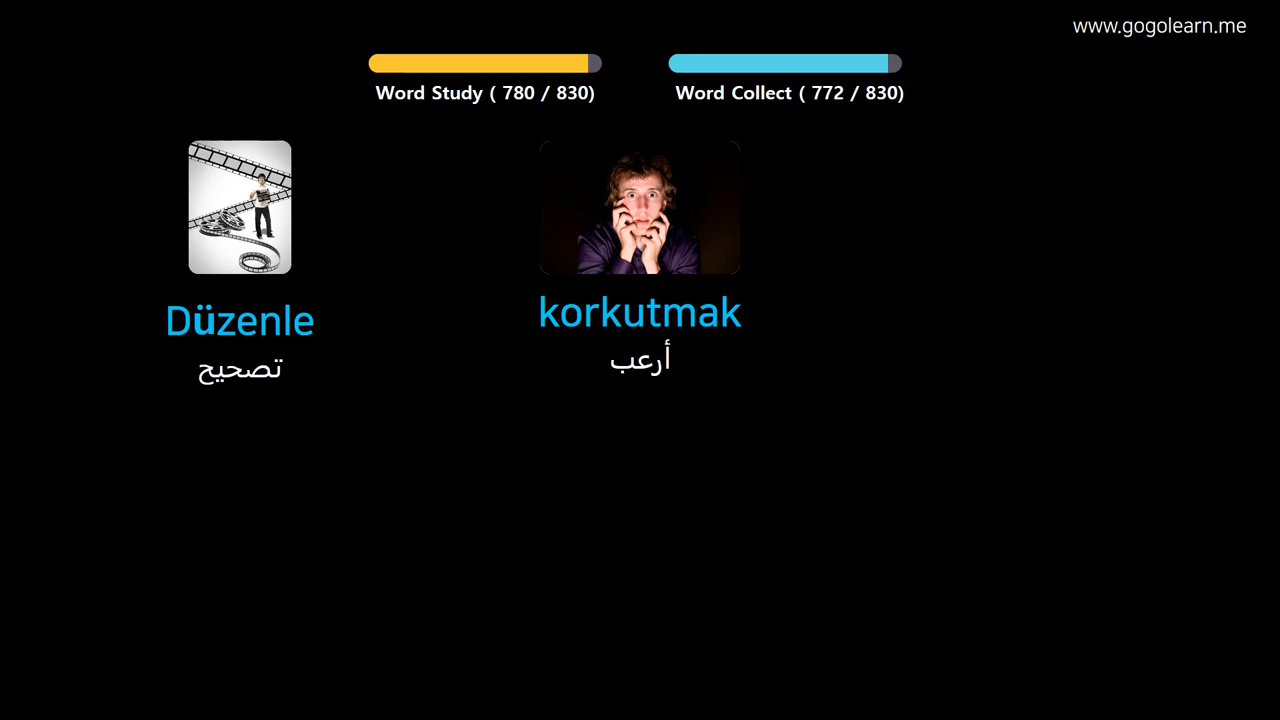 www.gogolearn.me
Word Study ( 780 / 830)
Word Collect ( 772 / 830)
Düzenle
تصحيح
korkutmak
أرعب